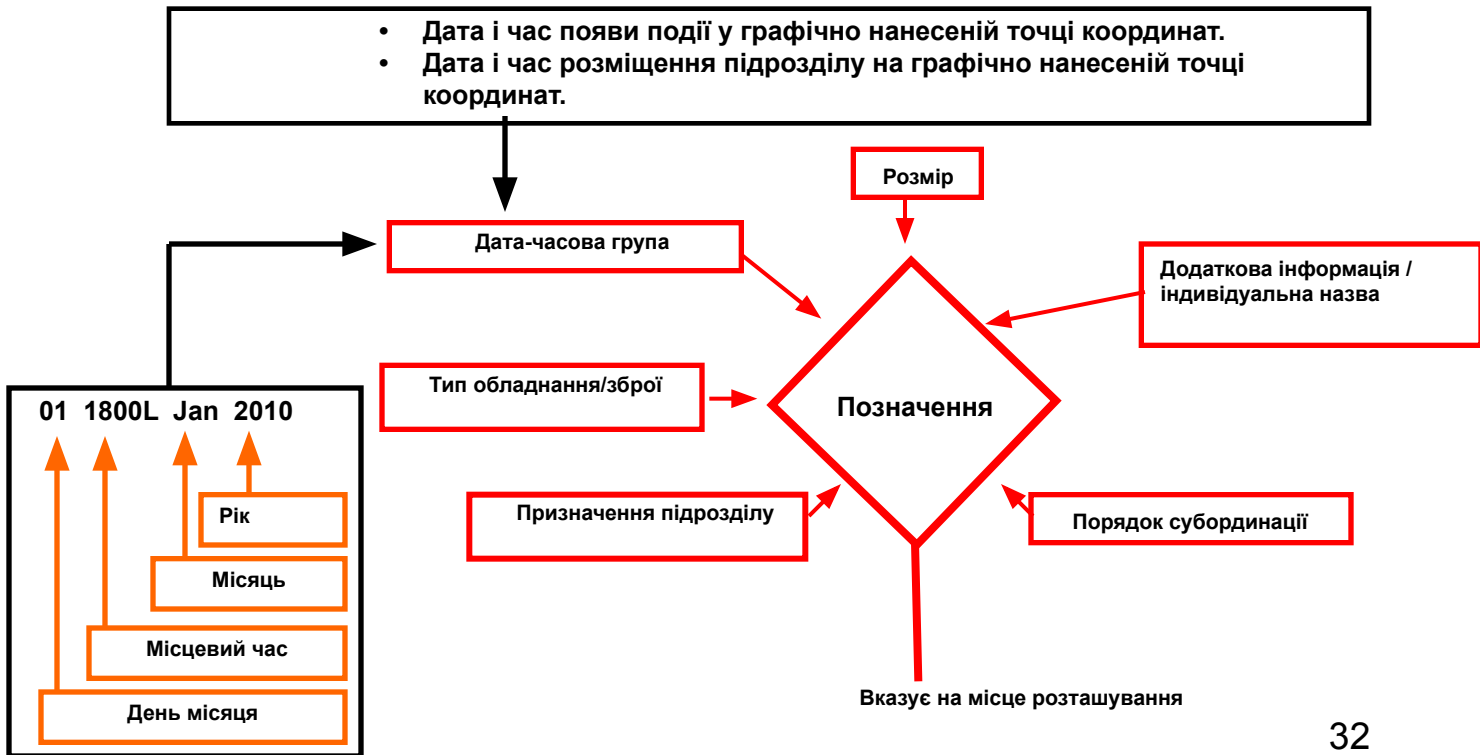 • Дата і час появи події у графічно нанесеній точці координат.
• Дата і час розміщення підрозділу на графічно нанесеній точці
координат.
Розмір
Дата-часова група
Додаткова інформація /
індивідуальна назва
Тип обладнання/зброї
Позначення
01 1800L Jan 2010
Рік
Місяць
Місцевий час
День місяця
Призначення підрозділу
Порядок субординації
Вказує на місце розташування
32